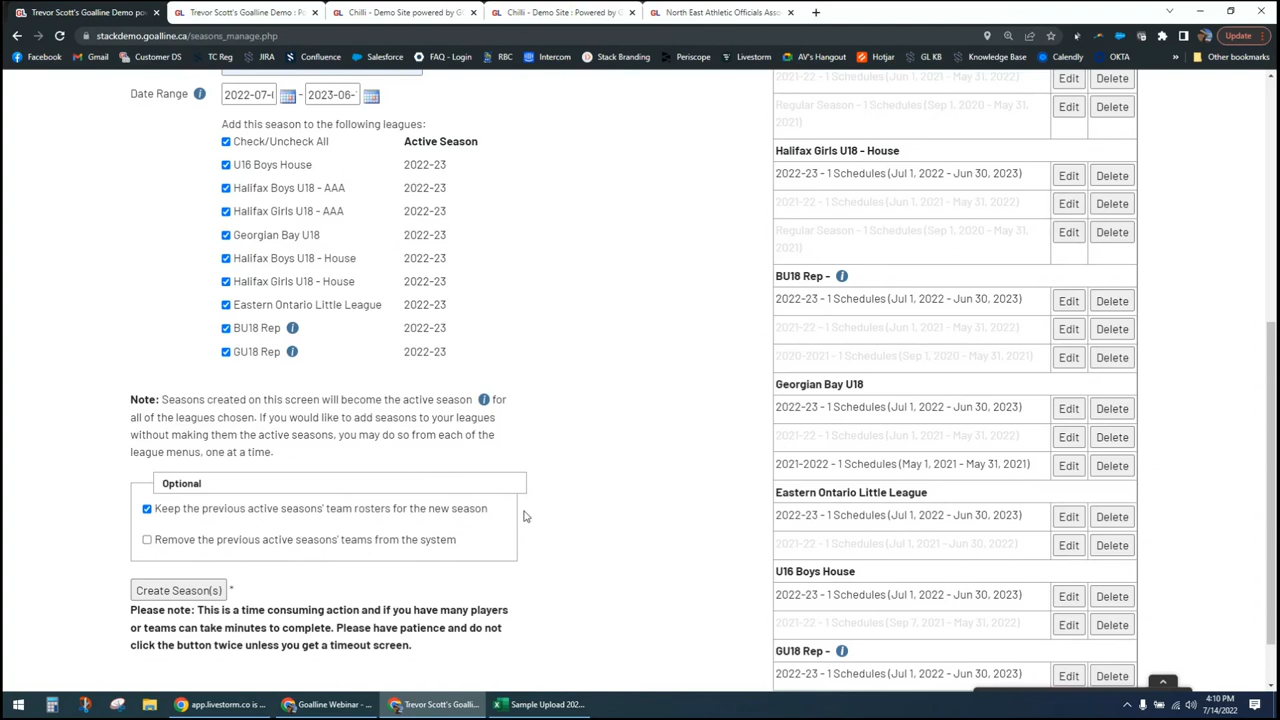 Trevor Scott's Goalline Demo pov
Trevor Scott's Goalline Demo : Po
Chilli - Demo Site powered by GO
Chilli - Demo Site : Powered by G
North East Athletic Officials Asso
stackdemo.goalline.ca/seasons_manage.php
Update
Facebook
Gmail
Customer DS
TC Reg
Insights
Confluence
Salesforce
FAQ - Login
RBC
Intercom
Stack Branding
Youtube
Livestorm
AV's Hangout
Hotjar
GL KB
Knowledge Base
Calendly
OKTA
Other bookmarks
Date Range
2022-07-
-
2023-06-
Add this season to the following leagues:
Check/Uncheck All Active Season
U16 Boys House 2022-23
Halifax Boys U18 - AAA 2022-23
Halifax Girls U18 - AAA 2022-23
Georgian Bay U18 2022-23
Halifax Boys U18 - House 2022-23
Halifax Girls U18 - House 2022-23
Eastern Ontario Little League 2022-23
BU18 Rep 2022-23
GU18 Rep 2022-23
Note: Seasons created on this screen will become the active season for
all of the leagues chosen. If you would like to add seasons to your leagues
without making them the active seasons, you may do so from each of the
league menus, one at a time.
Optional
Keep the previous active seasons' team rosters for the new season
Remove the previous active seasons' teams from the system
Create Season(s) *
Please note: This is a time consuming action and if you have many players
or teams can take minutes to complete. Please have patience and do not
click the button twice unless you get a timeout screen.
2021-22 - 1 Schedules (Jun 1, 2021 - May 31, 2022) Edit Delete
Regular Season - 1 Schedules (Sep 1, 2020 - May 31, Edit Delete
2021)
Halifax Girls U18 - House
2022-23 - 1 Schedules (Jul 1, 2022 - Jun 30, 2023) Edit Delete
2021-22 - 1 Schedules (Jun 1, 2021 - May 31, 2022) Edit Delete
Regular Season - 1 Schedules (Sep 1, 2020 - May 31, Edit Delete
2021)
BU18 Rep -
2022-23 - 1 Schedules (Jul 1, 2022 - Jun 30, 2023) Edit Delete
2021-22 - 1 Schedules (Jun 1, 2021 - May 31, 2022) Edit Delete
2020-2021 - 1 Schedules (Sep 1, 2020 - May 31, 2021) Edit Delete
Georgian Bay U18
2022-23 - 1 Schedules (Jul 1, 2022 - Jun 30, 2023) Edit Delete
2021-22 - 1 Schedules (Jun 1, 2021 - May 31, 2022) Edit Delete
2021-2022 - 1 Schedules (May 1, 2021 - May 31, 2021) Edit Delete
Eastern Ontario Little League
2022-23 - 1 Schedules (Jul 1, 2022 - Jun 30, 2023) Edit Delete
2021-22 - 1 Schedules (Jul 1, 2021 - Jun 30, 2022) Edit Delete
U16 Boys House
2022-23 - 1 Schedules (Jul 1, 2022 - Jun 30, 2023) Edit Delete
2021-22 - 1 Schedules (Sep 7, 2021 - May 31, 2022) Edit Delete
GU18 Rep -
2022-23 - 1 Schedules (Jul 1, 2022 - Jun 30, 2023) Edit Delete
app.livestorm.co is ...
Goalline Webinar - ...
Trevor Scott's Goalli...
Sample Upload 202...
4:10 PM
7/14/2022